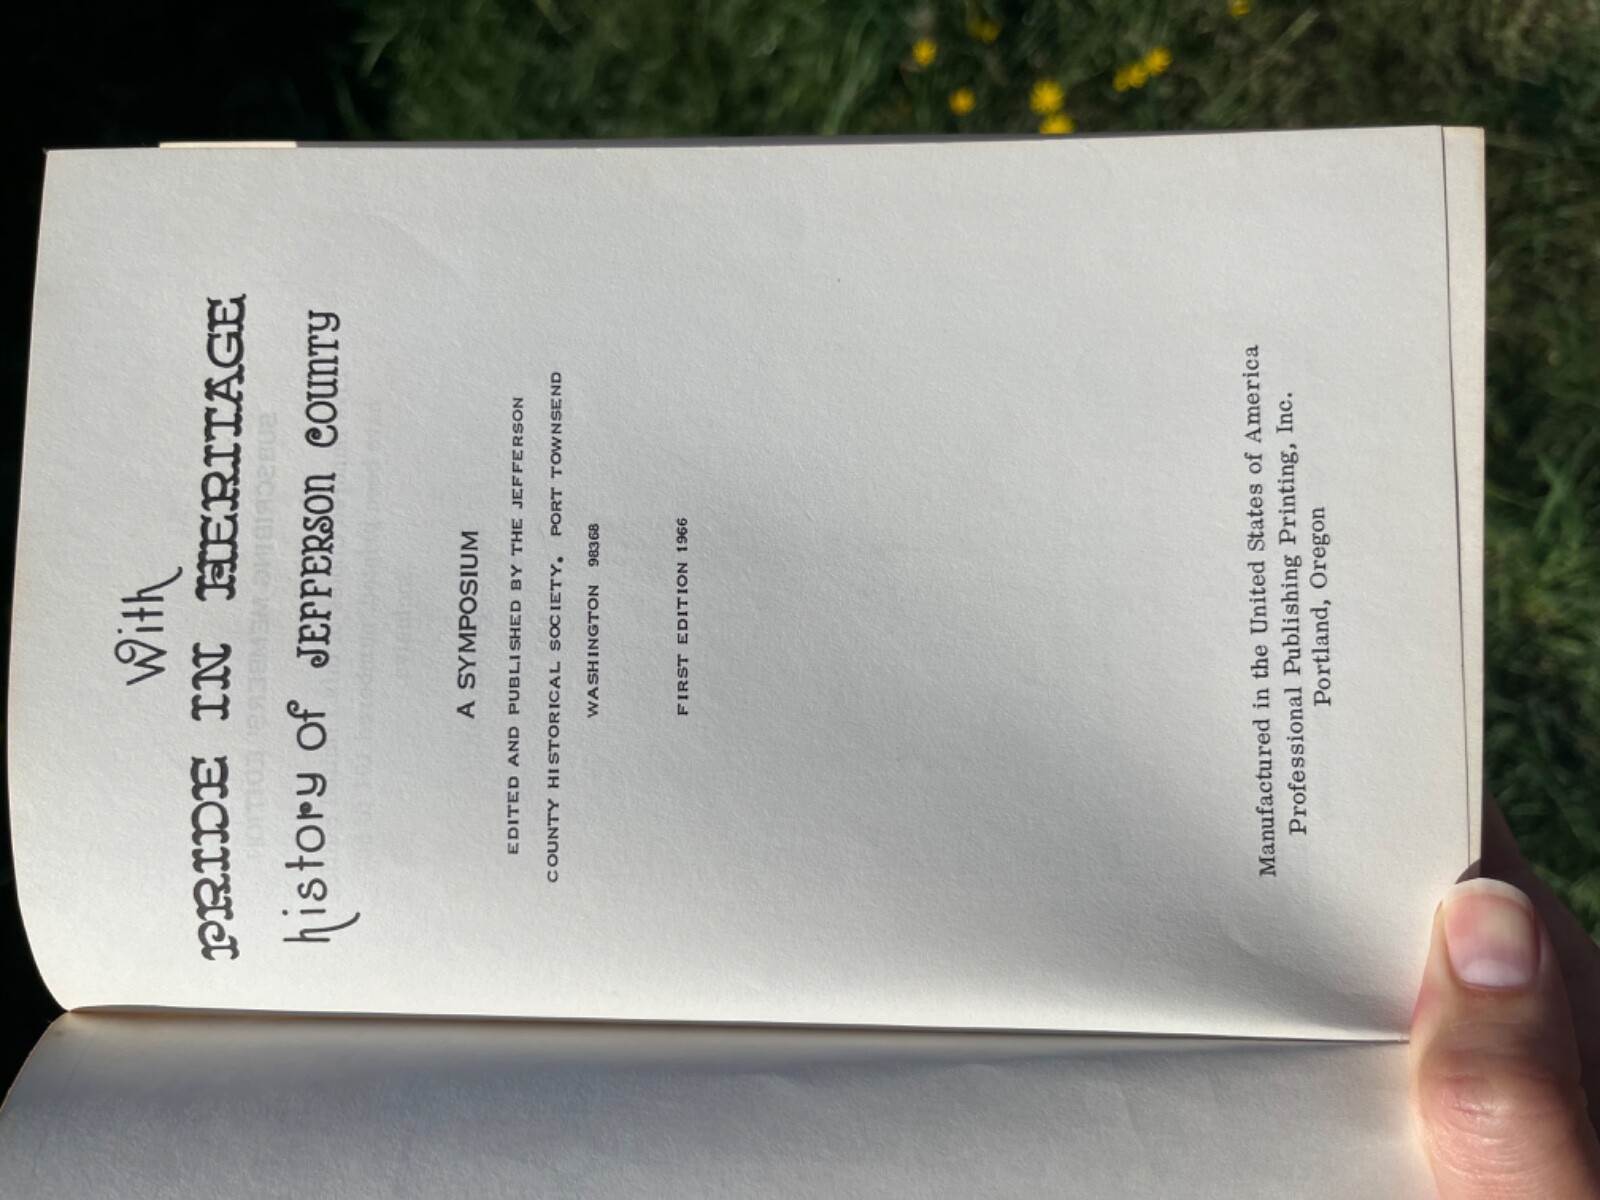 With
PRIDE IN HERITAGE
history of JEFFERSON COUNTY
A SYMPOSIUM
EDITED AND PUBLISHED BY THE JEFFERSON
COUNTY HISTORICAL SOCIETY, PORT TOWNSEND
WASHINGTON 98368
FIRST EDITION 1966
Manufactured in the United States of America
Professional Publishing Printing, Inc.
Portland, Oregon